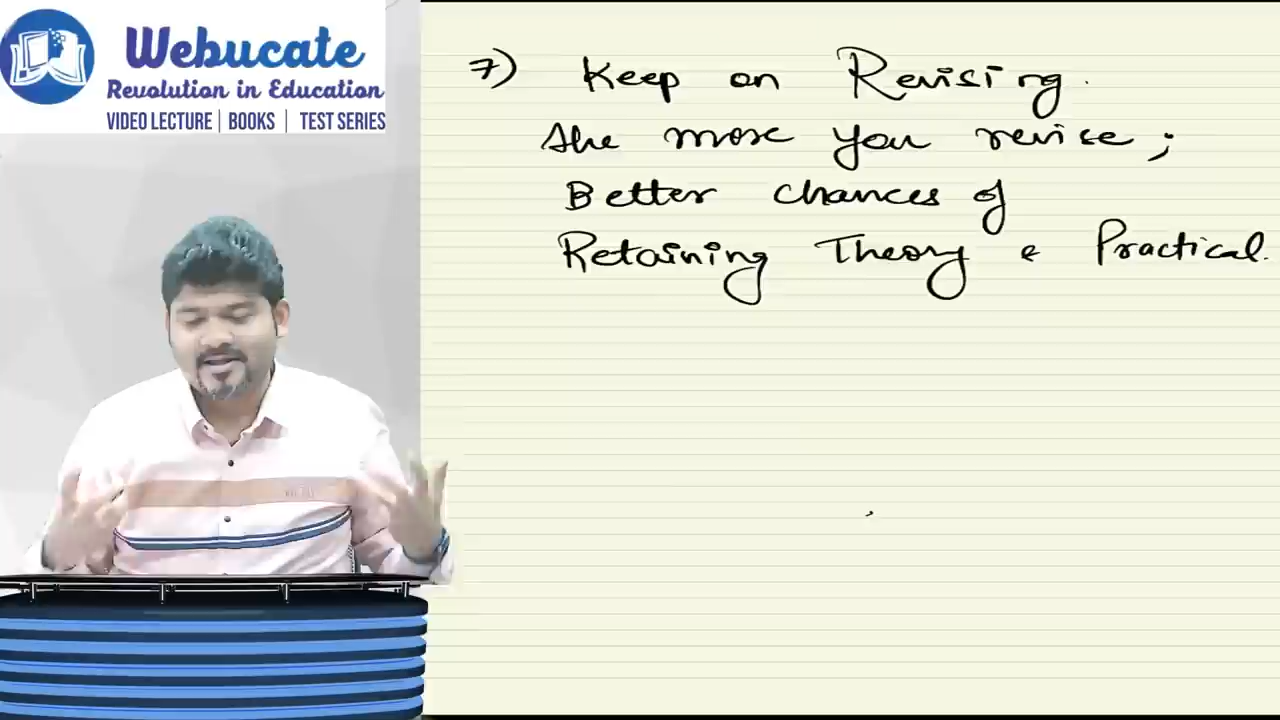 Webucate
Revolution in Education
VIDEO LECTURE | BOOKS | TEST SERIES
7) Keep on Revising.
The more you revise;
Better chances of
Retaining Theory & Practical.